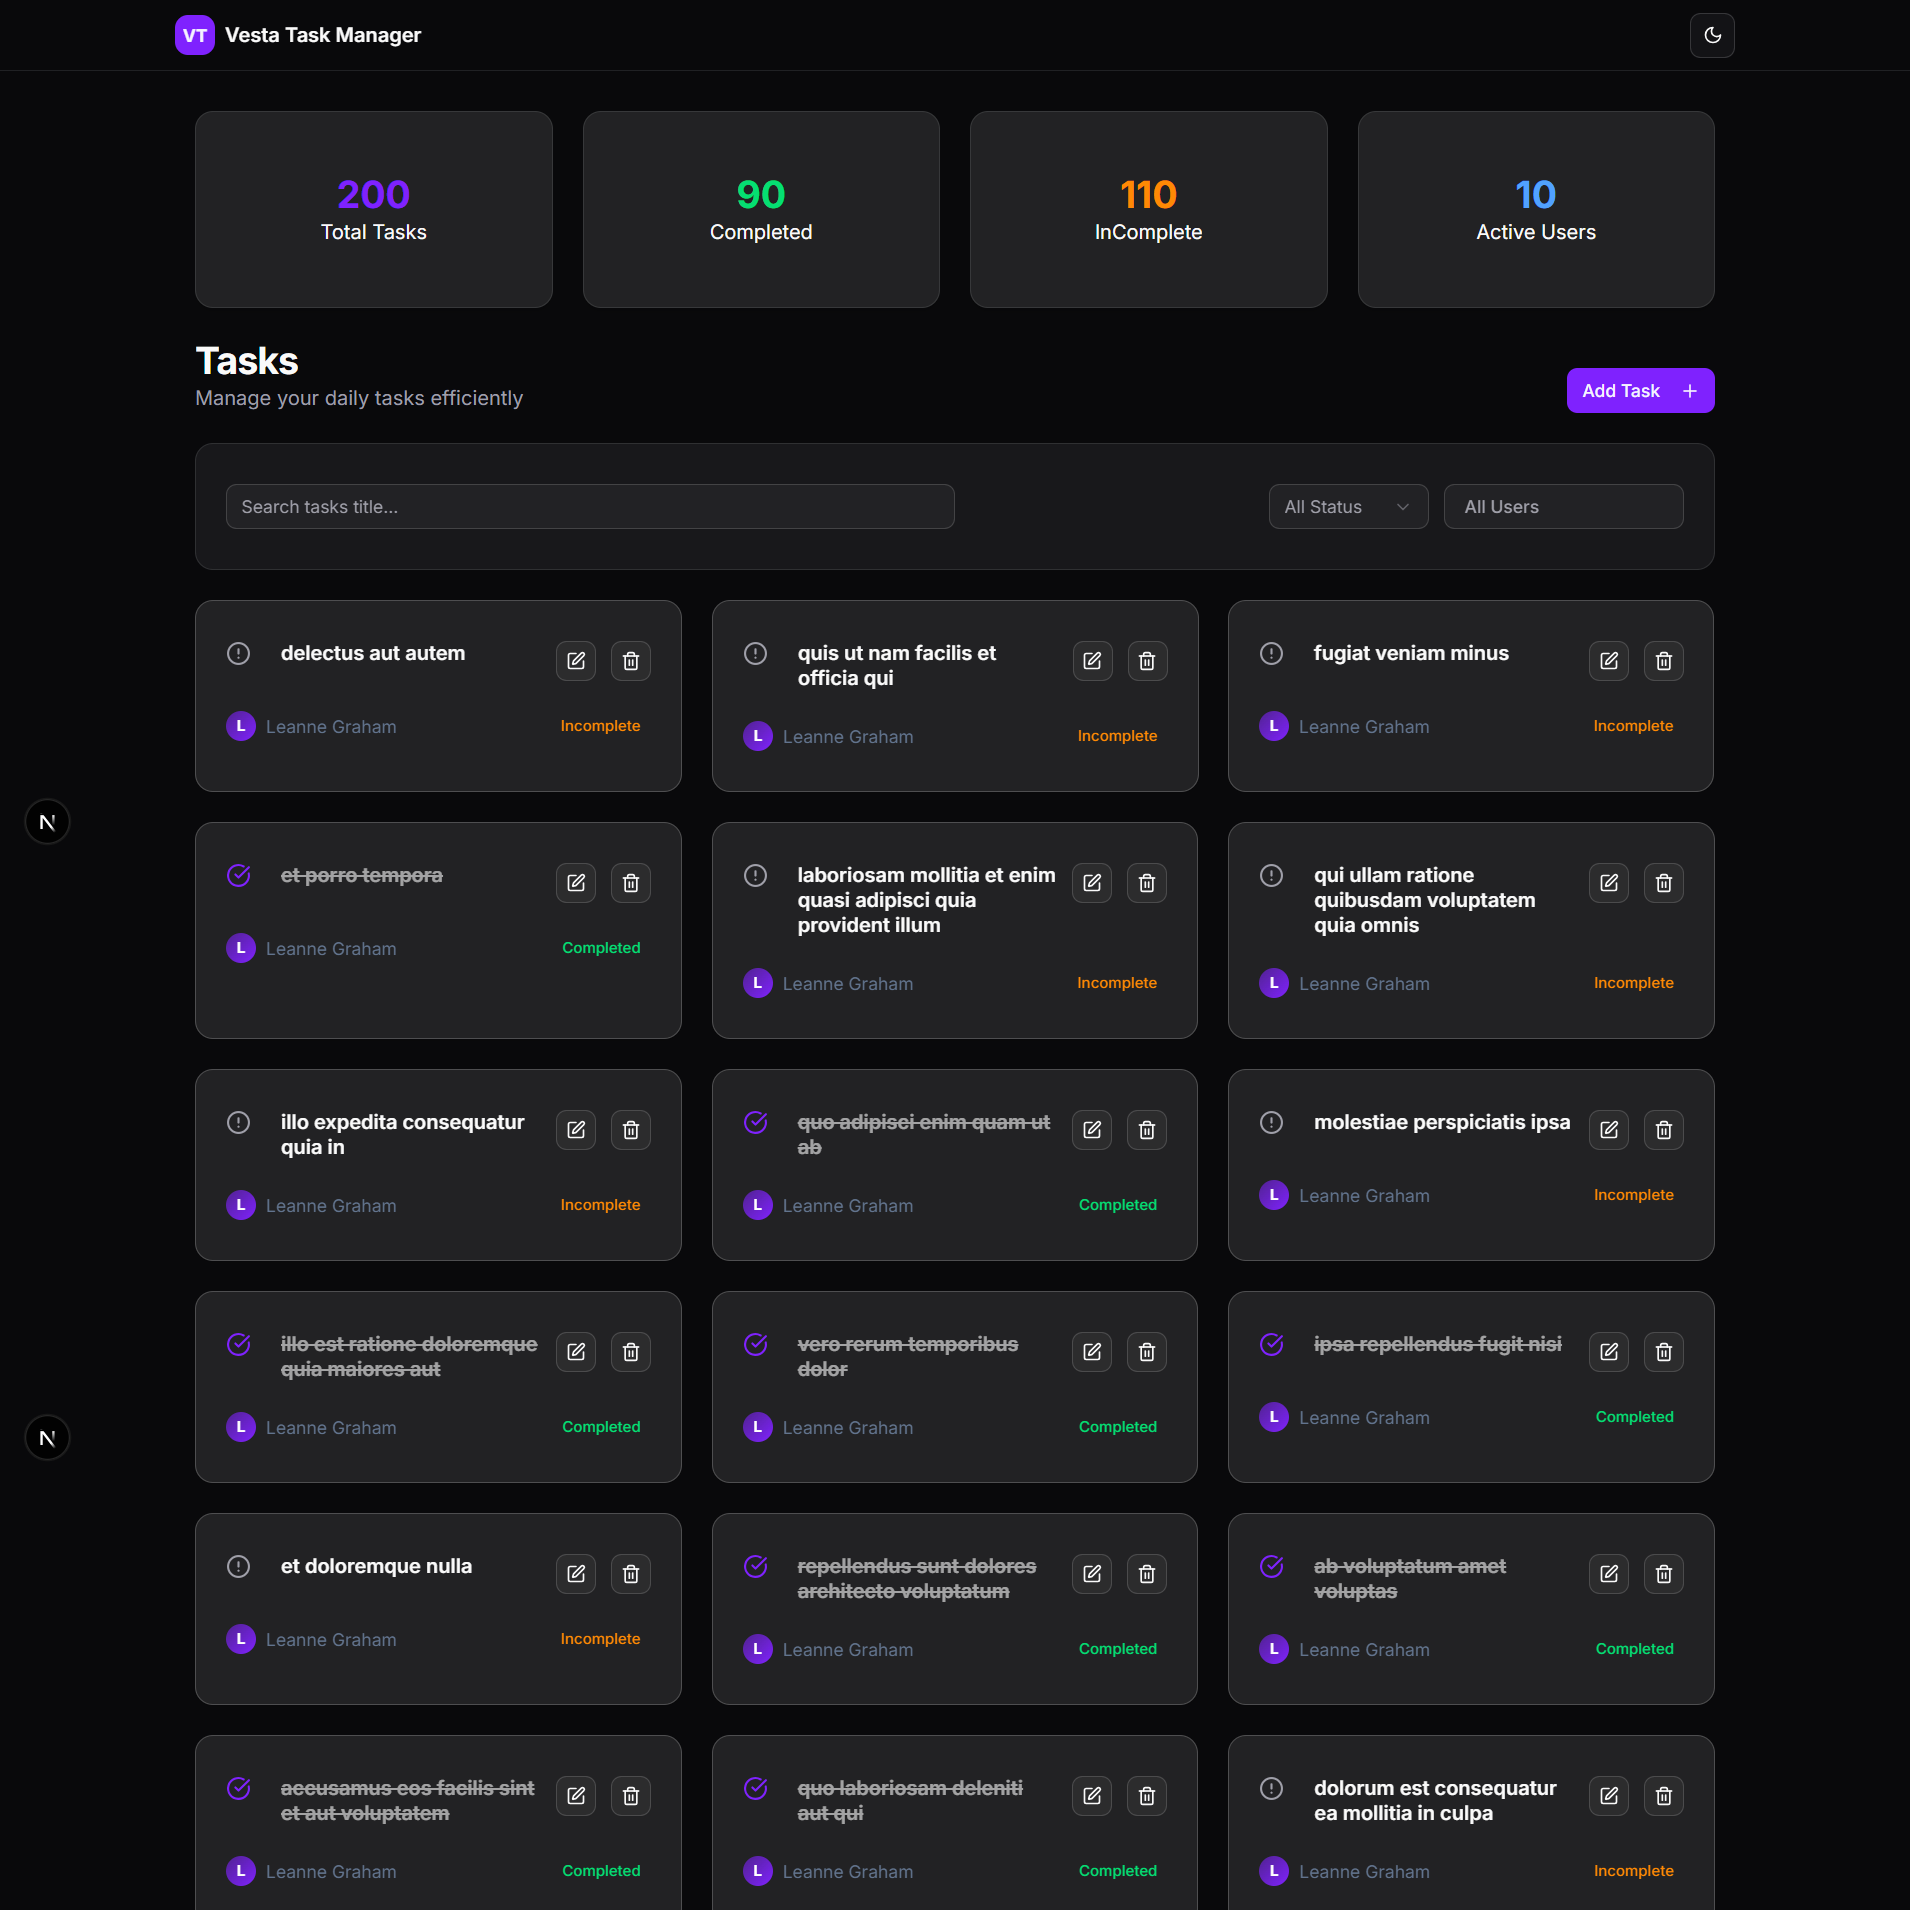 VT Vesta Task Manager
200
Total Tasks
90
Completed
110
InComplete
10
Active Users
Tasks
Manage your daily tasks efficiently
Add Task
Search tasks title...
All Status
All Users
delectus aut autem
L Leanne Graham
Incomplete
quis ut nam facilis et
officia qui
L Leanne Graham
Incomplete
fugiat veniam minus
L Leanne Graham
Incomplete
N
et porro tempora
L Leanne Graham
Completed
laboriosam mollitia et enim
quasi adipisci quia
provident illum
L Leanne Graham
Incomplete
qui ullam ratione
quibusdam voluptatem
quia omnis
L Leanne Graham
Incomplete
illo expedita consequatur
quia in
L Leanne Graham
Incomplete
quo adipisci enim quam ut
ab
L Leanne Graham
Completed
molestiae perspiciatis ipsa
L Leanne Graham
Incomplete
illo est ratione doloremque
quia maiores aut
L Leanne Graham
Completed
vero rerum temporibus
dolor
L Leanne Graham
Completed
ipsa repellendus fugit nisi
L Leanne Graham
Completed
N
et doloremque nulla
L Leanne Graham
Incomplete
repellendus sunt dolores
architecto voluptatum
L Leanne Graham
Completed
ab voluptatum amet
voluptas
L Leanne Graham
Completed
accusamus eos facilis sint
et aut voluptatem
L Leanne Graham
Completed
quo laboriosam deleniti
aut qui
L Leanne Graham
Completed
dolorum est consequatur
ea mollitia in culpa
L Leanne Graham
Incomplete